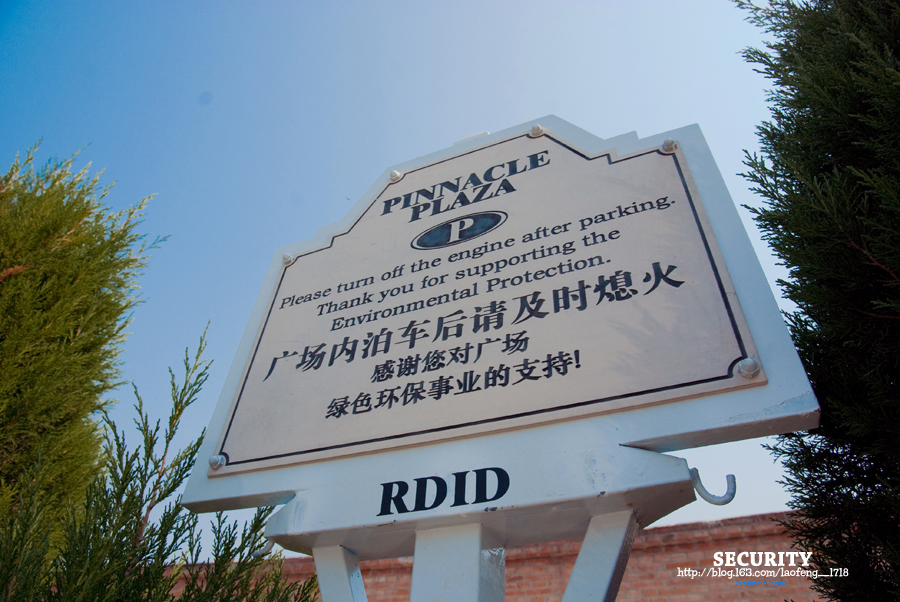 PINNACLE
PLAZA
P
Please turn off the engine after parking.
Thank you for supporting the
Environmental Protection.
广场内泊车后请及时熄火
感谢您对广场
绿色环保事业的支持!
RDID
SECURITY
http://blog.163.com/laofeng__1718